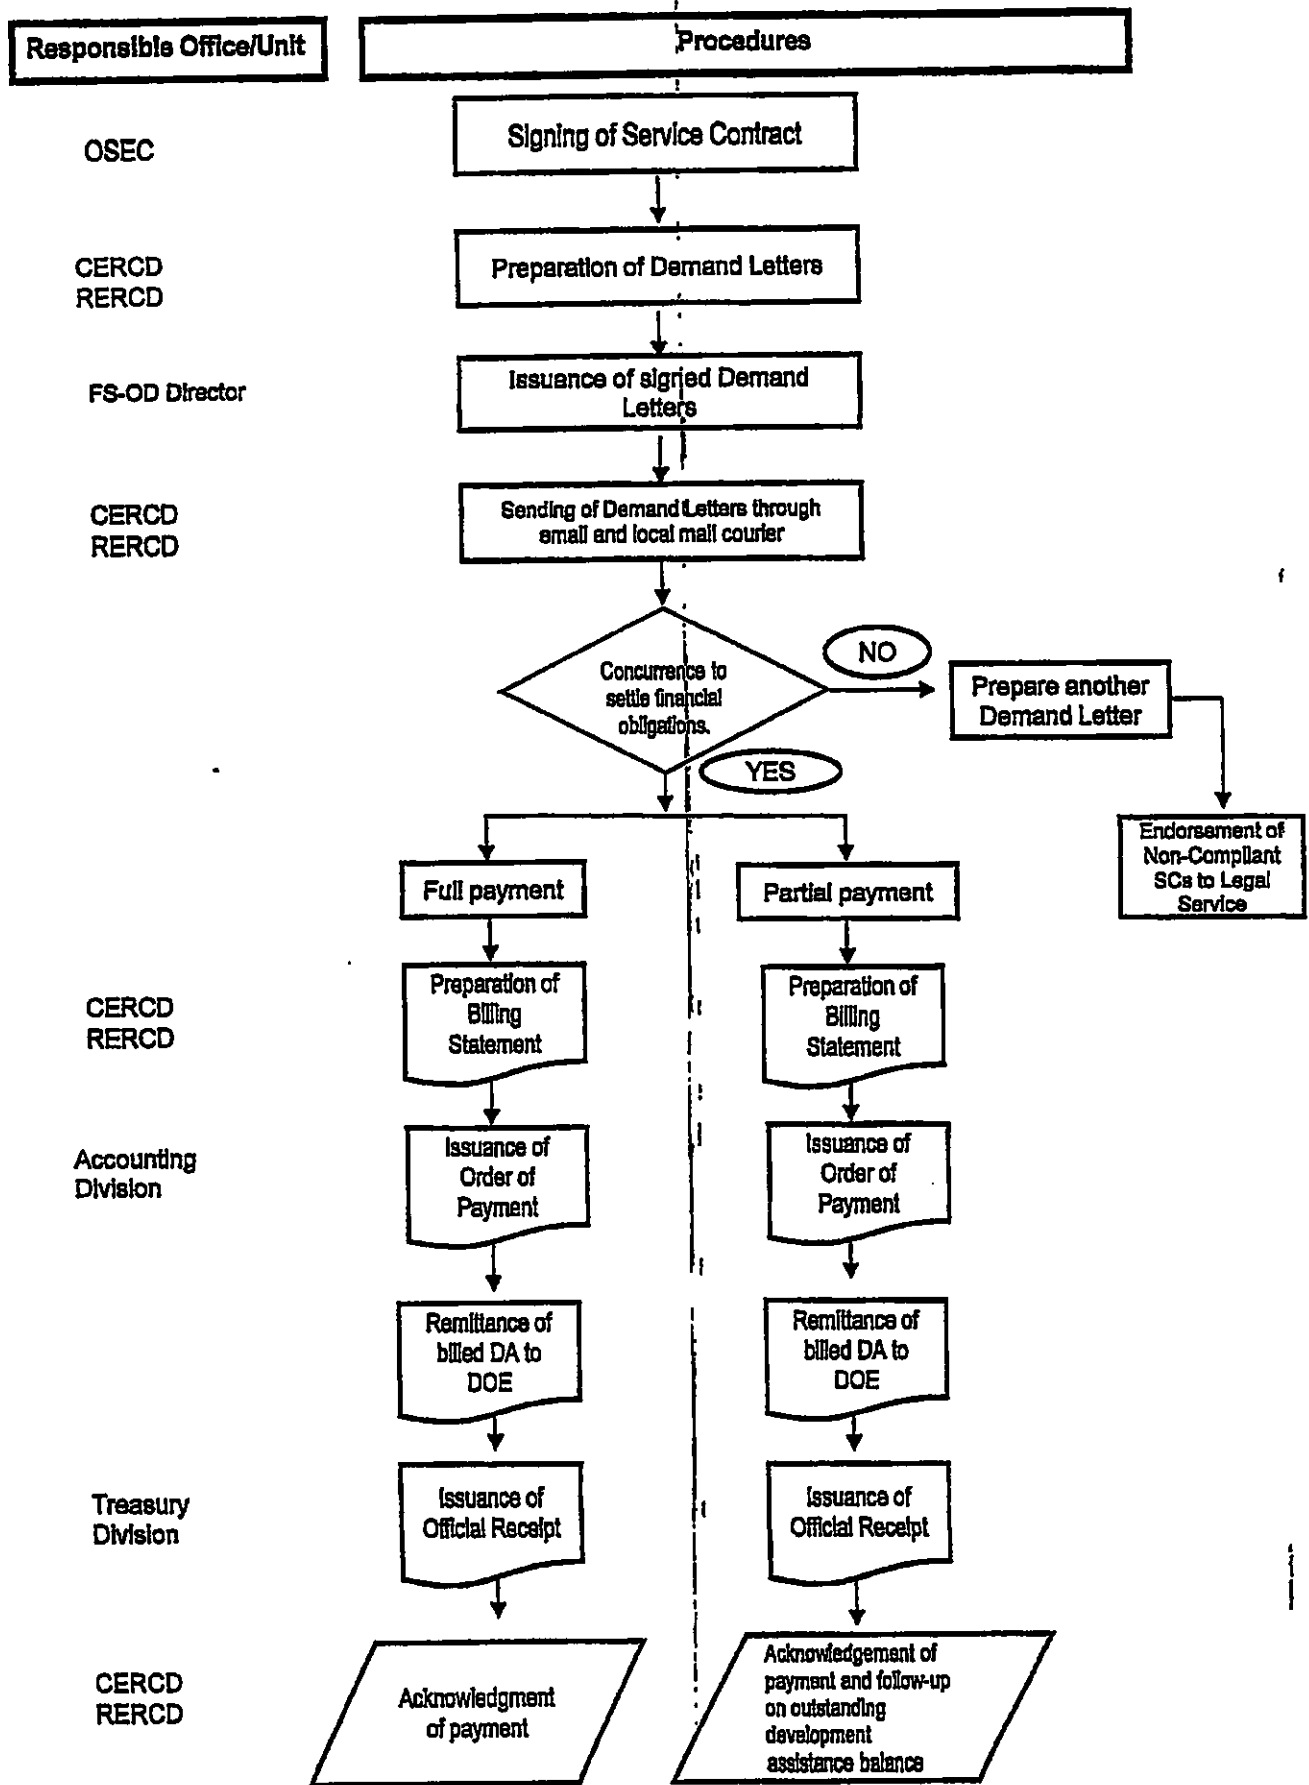 Responsible Office/Unit
Procedures
OSEC
Signing of Service Contract
CERCD
RERCD
Preparation of Demand Letters
FS-OD Director
Issuance of signed Demand
Letters
CERCD
RERCD
Sending of Demand Letters through
email and local mail courier
Concurrence to
settle financial
obligations.
NO
Prepare another
Demand Letter
YES
Endorsement of
Non-Compliant
SCs to Legal
Service
Full payment
Partial payment
CERCD
RERCD
Preparation of
Billing
Statement
Preparation of
Billing
Statement
Accounting
Division
Issuance of
Order of
Payment
Issuance of
Order of
Payment
Remittance of
billed DA to
DOE
Remittance of
billed DA to
DOE
Treasury
Division
Issuance of
Official Receipt
Issuance of
Official Receipt
CERCD
RERCD
Acknowledgment
of payment
Acknowledgement of
payment and follow-up
on outstanding
development
assistance balance